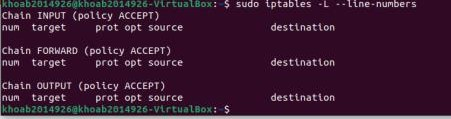 khoab2014926@khoab2014926-VirtualBox:~$ sudo iptables -L --line-numbers
Chain INPUT (policy ACCEPT)
num  target     prot opt source               destination

Chain FORWARD (policy ACCEPT)
num  target     prot opt source               destination

Chain OUTPUT (policy ACCEPT)
num  target     prot opt source               destination
khoab2014926@khoab2014926-VirtualBox:~$